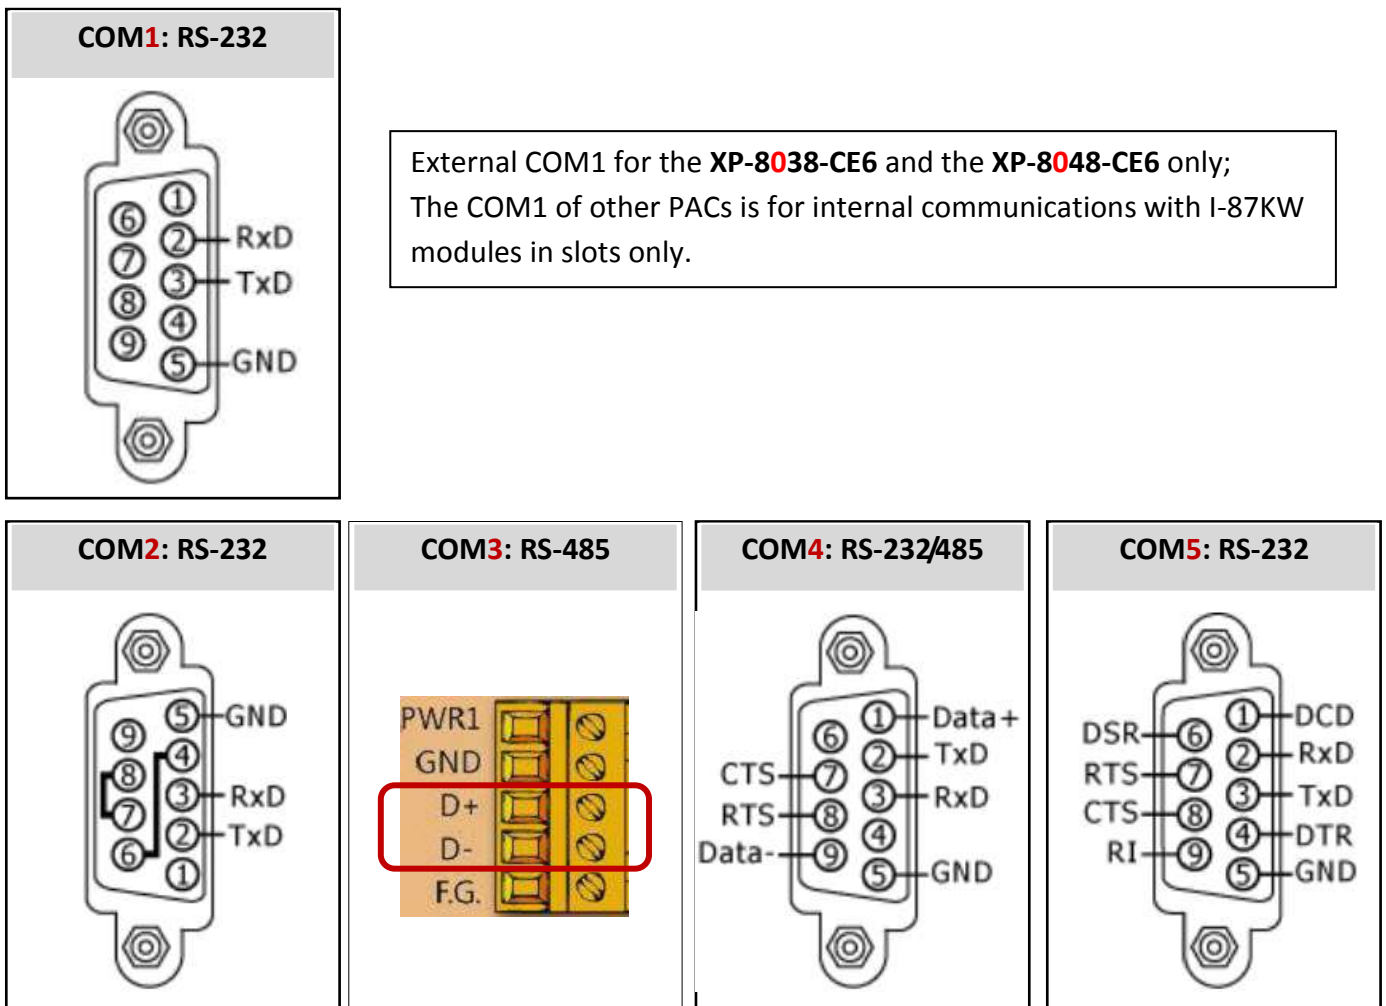 COM1: RS-232
1
6
2
RxD
7
3
TxD
8
4
9
5
GND
External COM1 for the XP-8038-CE6 and the XP-8048-CE6 only;
The COM1 of other PACs is for internal communications with I-87KW
modules in slots only.
COM2: RS-232
5
GND
9
4
8
3
RxD
7
2
TxD
6
1
COM3: RS-485
PWR1
GND
D+
D-
F.G.
COM4: RS-232/485
1
Data+
6
2
TxD
CTS
7
3
RxD
RTS
8
4
Data-
9
5
GND
COM5: RS-232
1
DCD
DSR
6
2
RxD
RTS
7
3
TxD
CTS
8
4
DTR
RI
9
5
GND